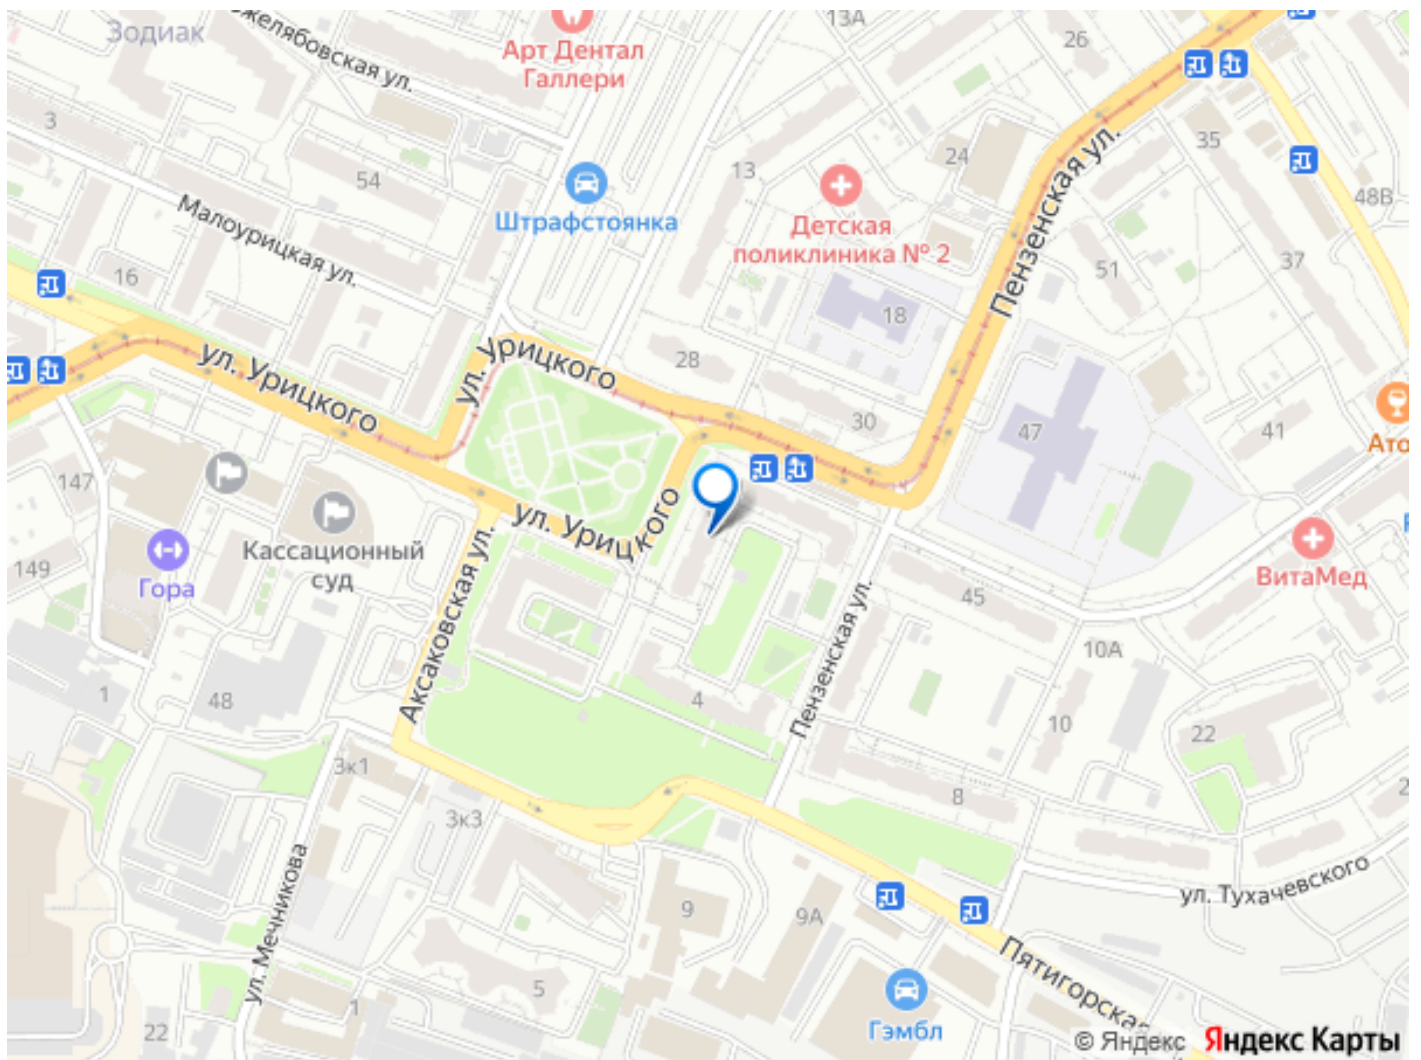 Зодиак
желябовская ул.
Арт Дентал
Галлери
13А
26
3
54
Малоурицкая ул.
16
Штрафстоянка
13
24
Детская
поликлиника № 2
Пензенская ул.
35
48В
51
37
18
28
ул. Урицкого
ул. Урицкого
30
47
41
Ато
147
Кассационный
суд
Гора
149
ул. Урицкого
Аксаковская ул.
ВитаМед
45
Пензенская ул.
10А
1
48
4
10
22
3к1
3к3
8
2
ул. Мечникова
ул. Тухачевского
9
9А
5
1
22
Гэмбл
Пятигорская
© Яндекс Яндекс Карты